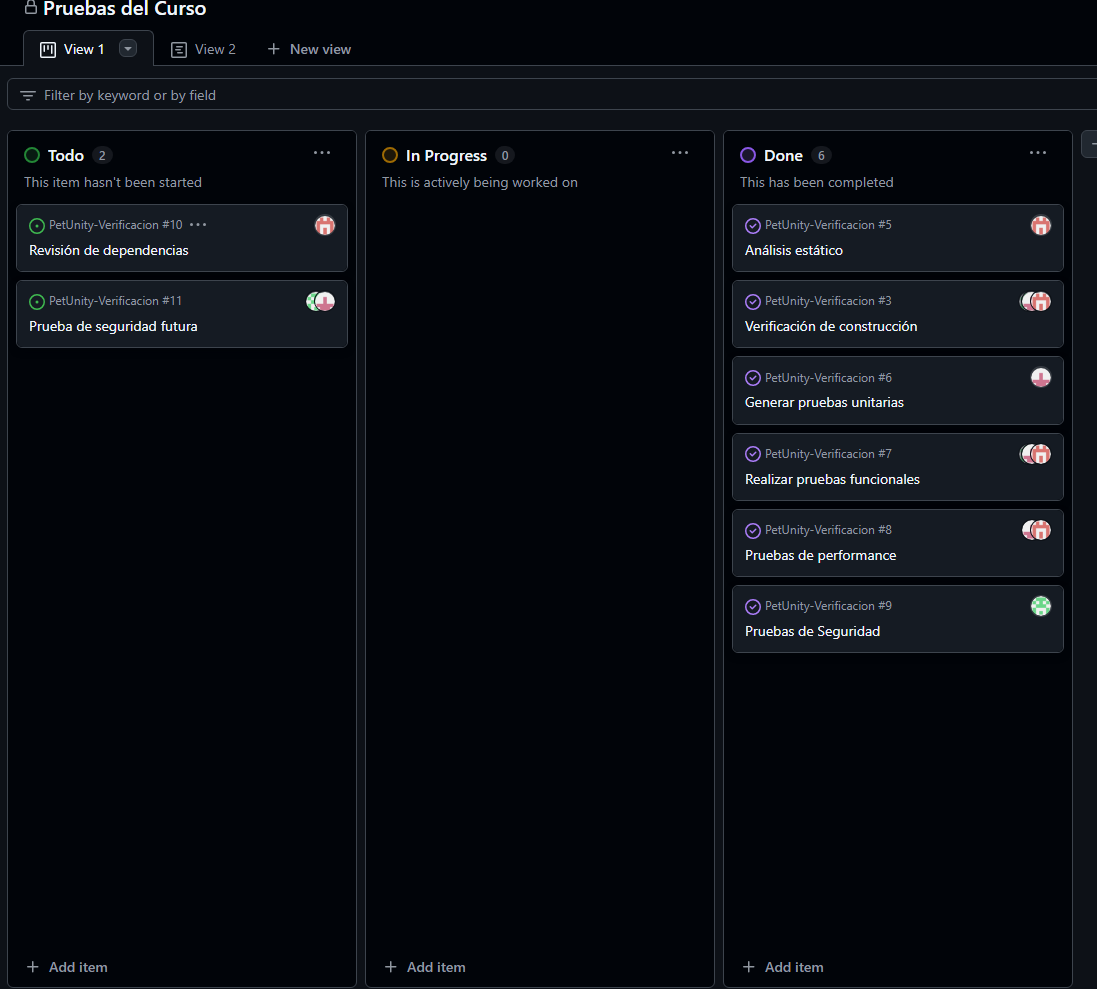 Pruebas del Curso
View 1
View 2
New view
Filter by keyword or by field
Todo 2
This item hasn't been started
PetUnity-Verificacion #10
Revisión de dependencias
PetUnity-Verificacion #11
Prueba de seguridad futura
Add item
In Progress 0
This is actively being worked on
Add item
Done 6
This has been completed
PetUnity-Verificacion #5
Análisis estático
PetUnity-Verificacion #3
Verificación de construcción
PetUnity-Verificacion #6
Generar pruebas unitarias
PetUnity-Verificacion #7
Realizar pruebas funcionales
PetUnity-Verificacion #8
Pruebas de performance
PetUnity-Verificacion #9
Pruebas de Seguridad
Add item